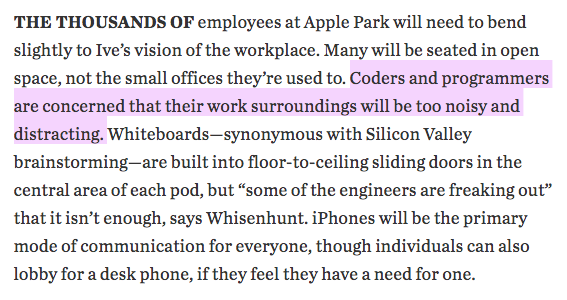 THE THOUSANDS OF employees at Apple Park will need to bend
slightly to Ive’s vision of the workplace. Many will be seated in open
space, not the small offices they’re used to. Coders and programmers
are concerned that their work surroundings will be too noisy and
distracting. Whiteboards—synonymous with Silicon Valley
brainstorming—are built into floor-to-ceiling sliding doors in the
central area of each pod, but “some of the engineers are freaking out”
that it isn’t enough, says Whisenhunt. iPhones will be the primary
mode of communication for everyone, though individuals can also
lobby for a desk phone, if they feel they have a need for one.